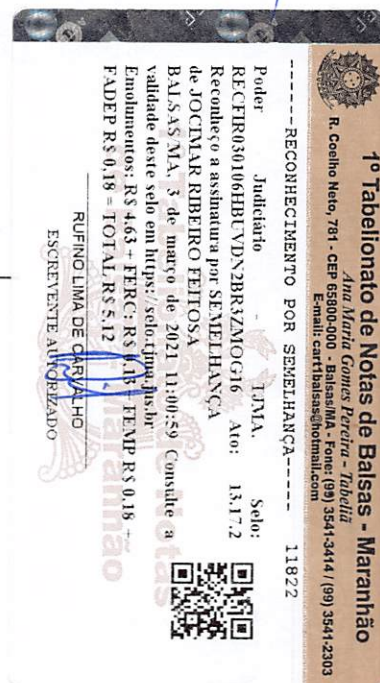 1º Tabelionato de Notas de Balsas - Maranhão
Ana Maria Gomes Pereira - Tabeliã
R. Coelho Neto, 781 - CEP 65800-000 - Balsas/MA - Fone: (99) 3541-3414 / (99) 3541-2303
E-mail: cart1balsas@hotmail.com
------RECONHECIMENTO POR SEMELHANÇA----- 11822
Poder Judiciário - TJMA. Selo:
RECFIR030106HBUVDN2BR3ZMOG16 Ato: 13.17.2
Reconheço a assinatura por SEMELHANÇA
de JOCIMAR RIBEIRO FEITOSA
BALSAS/MA, 3 de março de 2021 11:00:59 Consulte a
validade deste selo em https://selo.tjma.jus.br
Emolumentos: R$ 4,63 + FERC: R$ 0,13 + FEMP R$ 0,18 +
FADEP R$ 0,18 = TOTAL R$ 5,12
RUFINO LIMA DE CARVALHO
ESCREVENTE AUTORIZADO